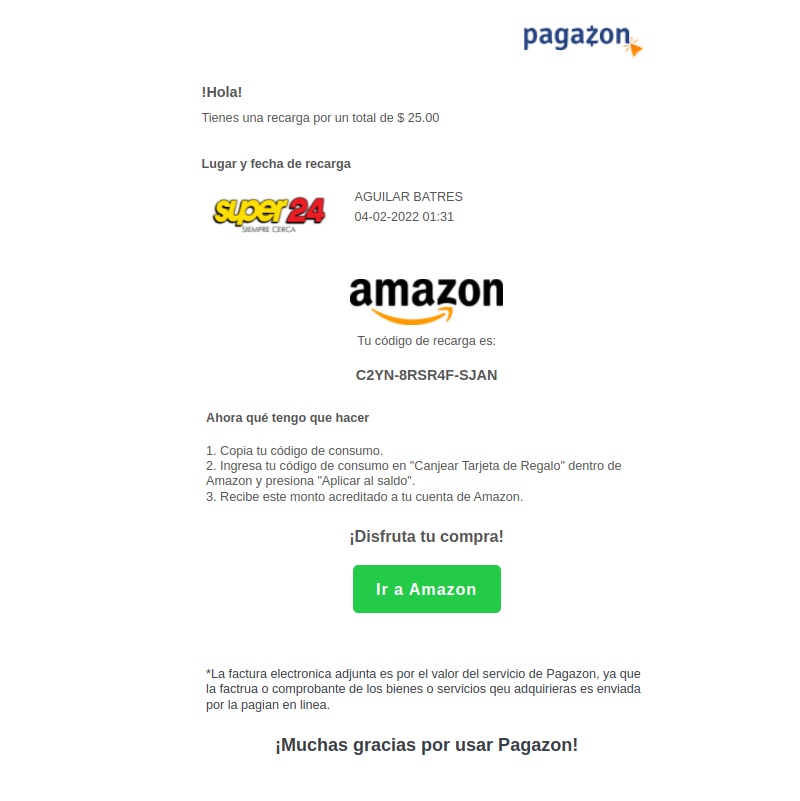 pagazon
!Hola!
Tienes una recarga por un total de $ 25.00
Lugar y fecha de recarga
super24
SIEMPRE CERCA
AGUILAR BATRES
04-02-2022 01:31
amazon
Tu código de recarga es:
C2YN-8RSR4F-SJAN
Ahora qué tengo que hacer
1. Copia tu código de consumo.
2. Ingresa tu código de consumo en "Canjear Tarjeta de Regalo" dentro de
Amazon y presiona "Aplicar al saldo".
3. Recibe este monto acreditado a tu cuenta de Amazon.
¡Disfruta tu compra!
Ir a Amazon
*La factura electronica adjunta es por el valor del servicio de Pagazon, ya que
la factrua o comprobante de los bienes o servicios qeu adquirieras es enviada
por la pagian en linea.
¡Muchas gracias por usar Pagazon!